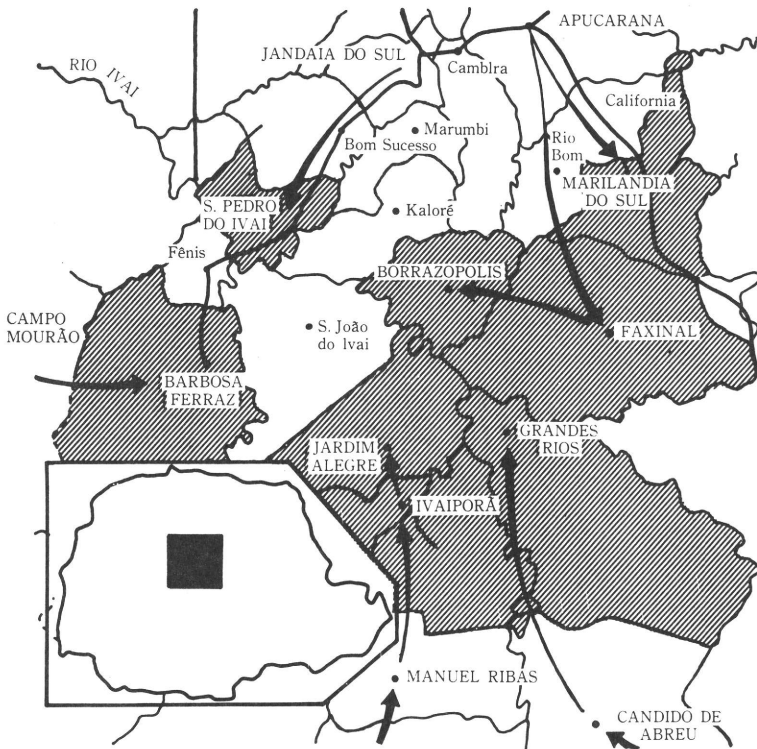 APUCARANA
JANDAIA DO SUL
Camblra
RIO IVAI
California
Marumbi
Bom Sucesso
Rio
Bom
MARILANDIA
DO SUL
S. PEDRO
DO IVAI
Kaloré
Fênis
BORRAZOPOLIS
CAMPO
MOURÃO
S. João
do Ivai
FAXINAL
BARBOSA
FERRAZ
GRANDES
RIOS
JARDIM
ALEGRE
IVAIPORÃ
MANUEL RIBAS
CANDIDO DE
ABREU